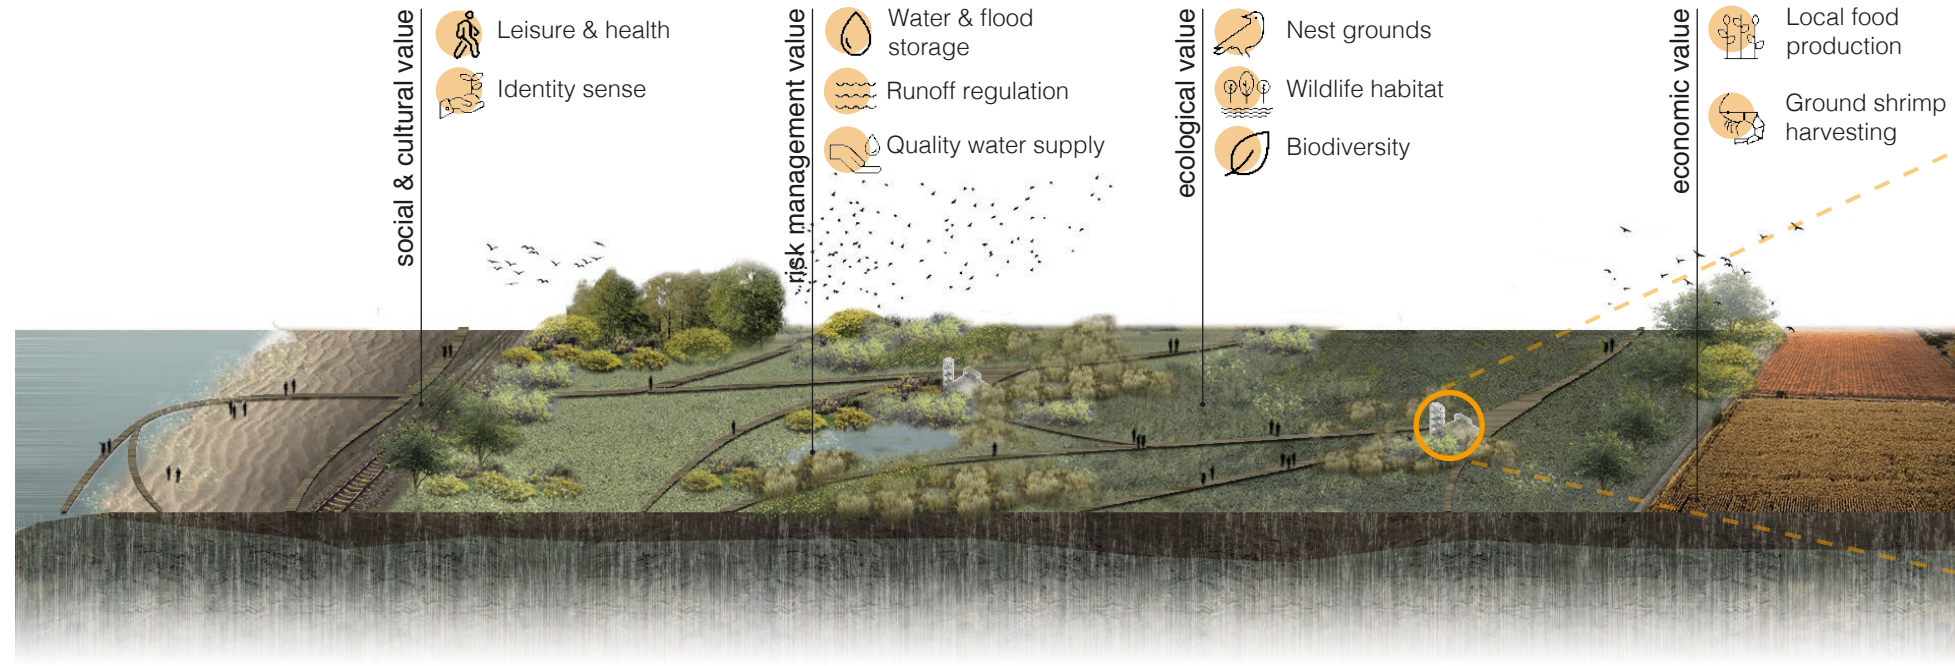 social & cultural value
Leisure & health
Identity sense
risk management value
Water & flood
storage
Runoff regulation
Quality water supply
ecological value
Nest grounds
Wildlife habitat
Biodiversity
economic value
Local food
production
Ground shrimp
harvesting